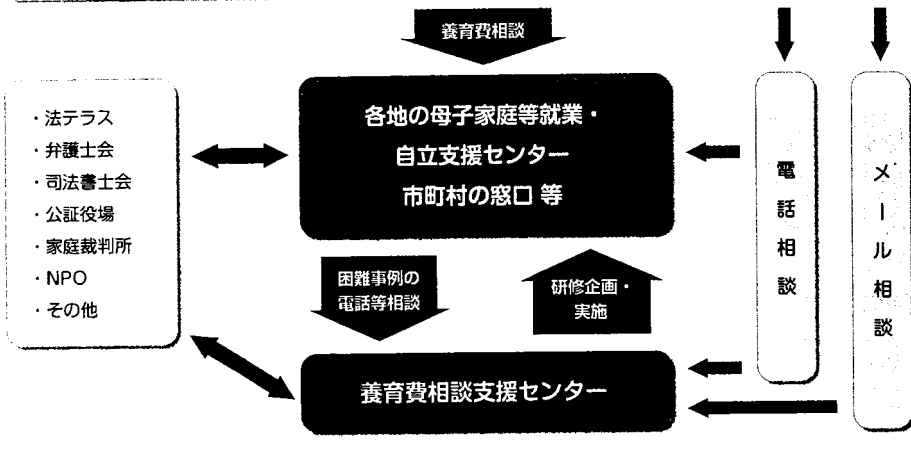 養育費相談
・法テラス
・弁護士会
・司法書士会
・公証役場
・家庭裁判所
・NPO
・その他
各地の母子家庭等就業・
自立支援センター
市町村の窓口 等
電話相談
メール相談
困難事例の
電話等相談
研修企画・
実施
養育費相談支援センター